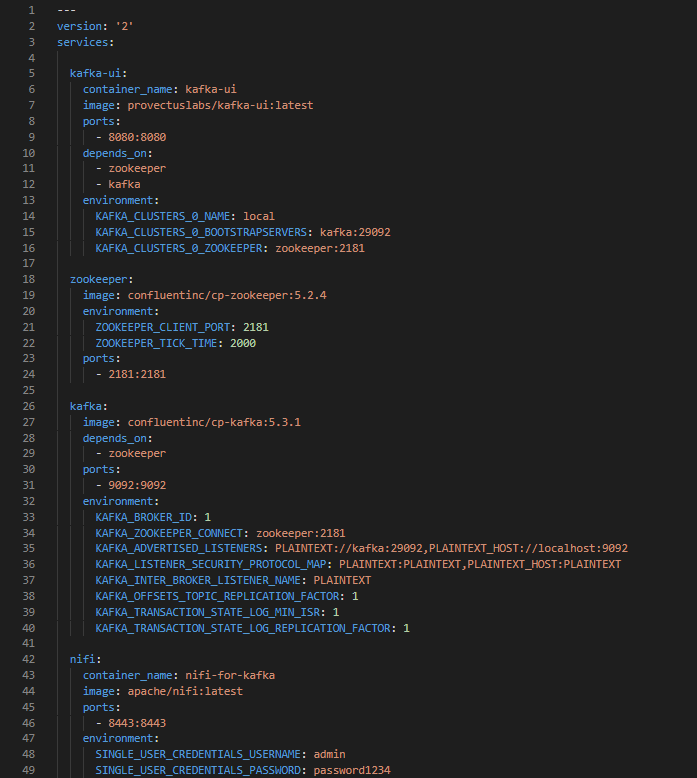 1 ---
2 version: '2'
3 services:
4
5   kafka-ui:
6     container_name: kafka-ui
7     image: provectuslabs/kafka-ui:latest
8     ports:
9       - 8080:8080
10     depends_on:
11       - zookeeper
12       - kafka
13     environment:
14       KAFKA_CLUSTERS_0_NAME: local
15       KAFKA_CLUSTERS_0_BOOTSTRAPSERVERS: kafka:29092
16       KAFKA_CLUSTERS_0_ZOOKEEPER: zookeeper:2181
17
18   zookeeper:
19     image: confluentinc/cp-zookeeper:5.2.4
20     environment:
21       ZOOKEEPER_CLIENT_PORT: 2181
22       ZOOKEEPER_TICK_TIME: 2000
23     ports:
24       - 2181:2181
25
26   kafka:
27     image: confluentinc/cp-kafka:5.3.1
28     depends_on:
29       - zookeeper
30     ports:
31       - 9092:9092
32     environment:
33       KAFKA_BROKER_ID: 1
34       KAFKA_ZOOKEEPER_CONNECT: zookeeper:2181
35       KAFKA_ADVERTISED_LISTENERS: PLAINTEXT://kafka:29092,PLAINTEXT_HOST://localhost:9092
36       KAFKA_LISTENER_SECURITY_PROTOCOL_MAP: PLAINTEXT:PLAINTEXT,PLAINTEXT_HOST:PLAINTEXT
37       KAFKA_INTER_BROKER_LISTENER_NAME: PLAINTEXT
38       KAFKA_OFFSETS_TOPIC_REPLICATION_FACTOR: 1
39       KAFKA_TRANSACTION_STATE_LOG_MIN_ISR: 1
40       KAFKA_TRANSACTION_STATE_LOG_REPLICATION_FACTOR: 1
41
42   nifi:
43     container_name: nifi-for-kafka
44     image: apache/nifi:latest
45     ports:
46       - 8443:8443
47     environment:
48       SINGLE_USER_CREDENTIALS_USERNAME: admin
49       SINGLE_USER_CREDENTIALS_PASSWORD: password1234